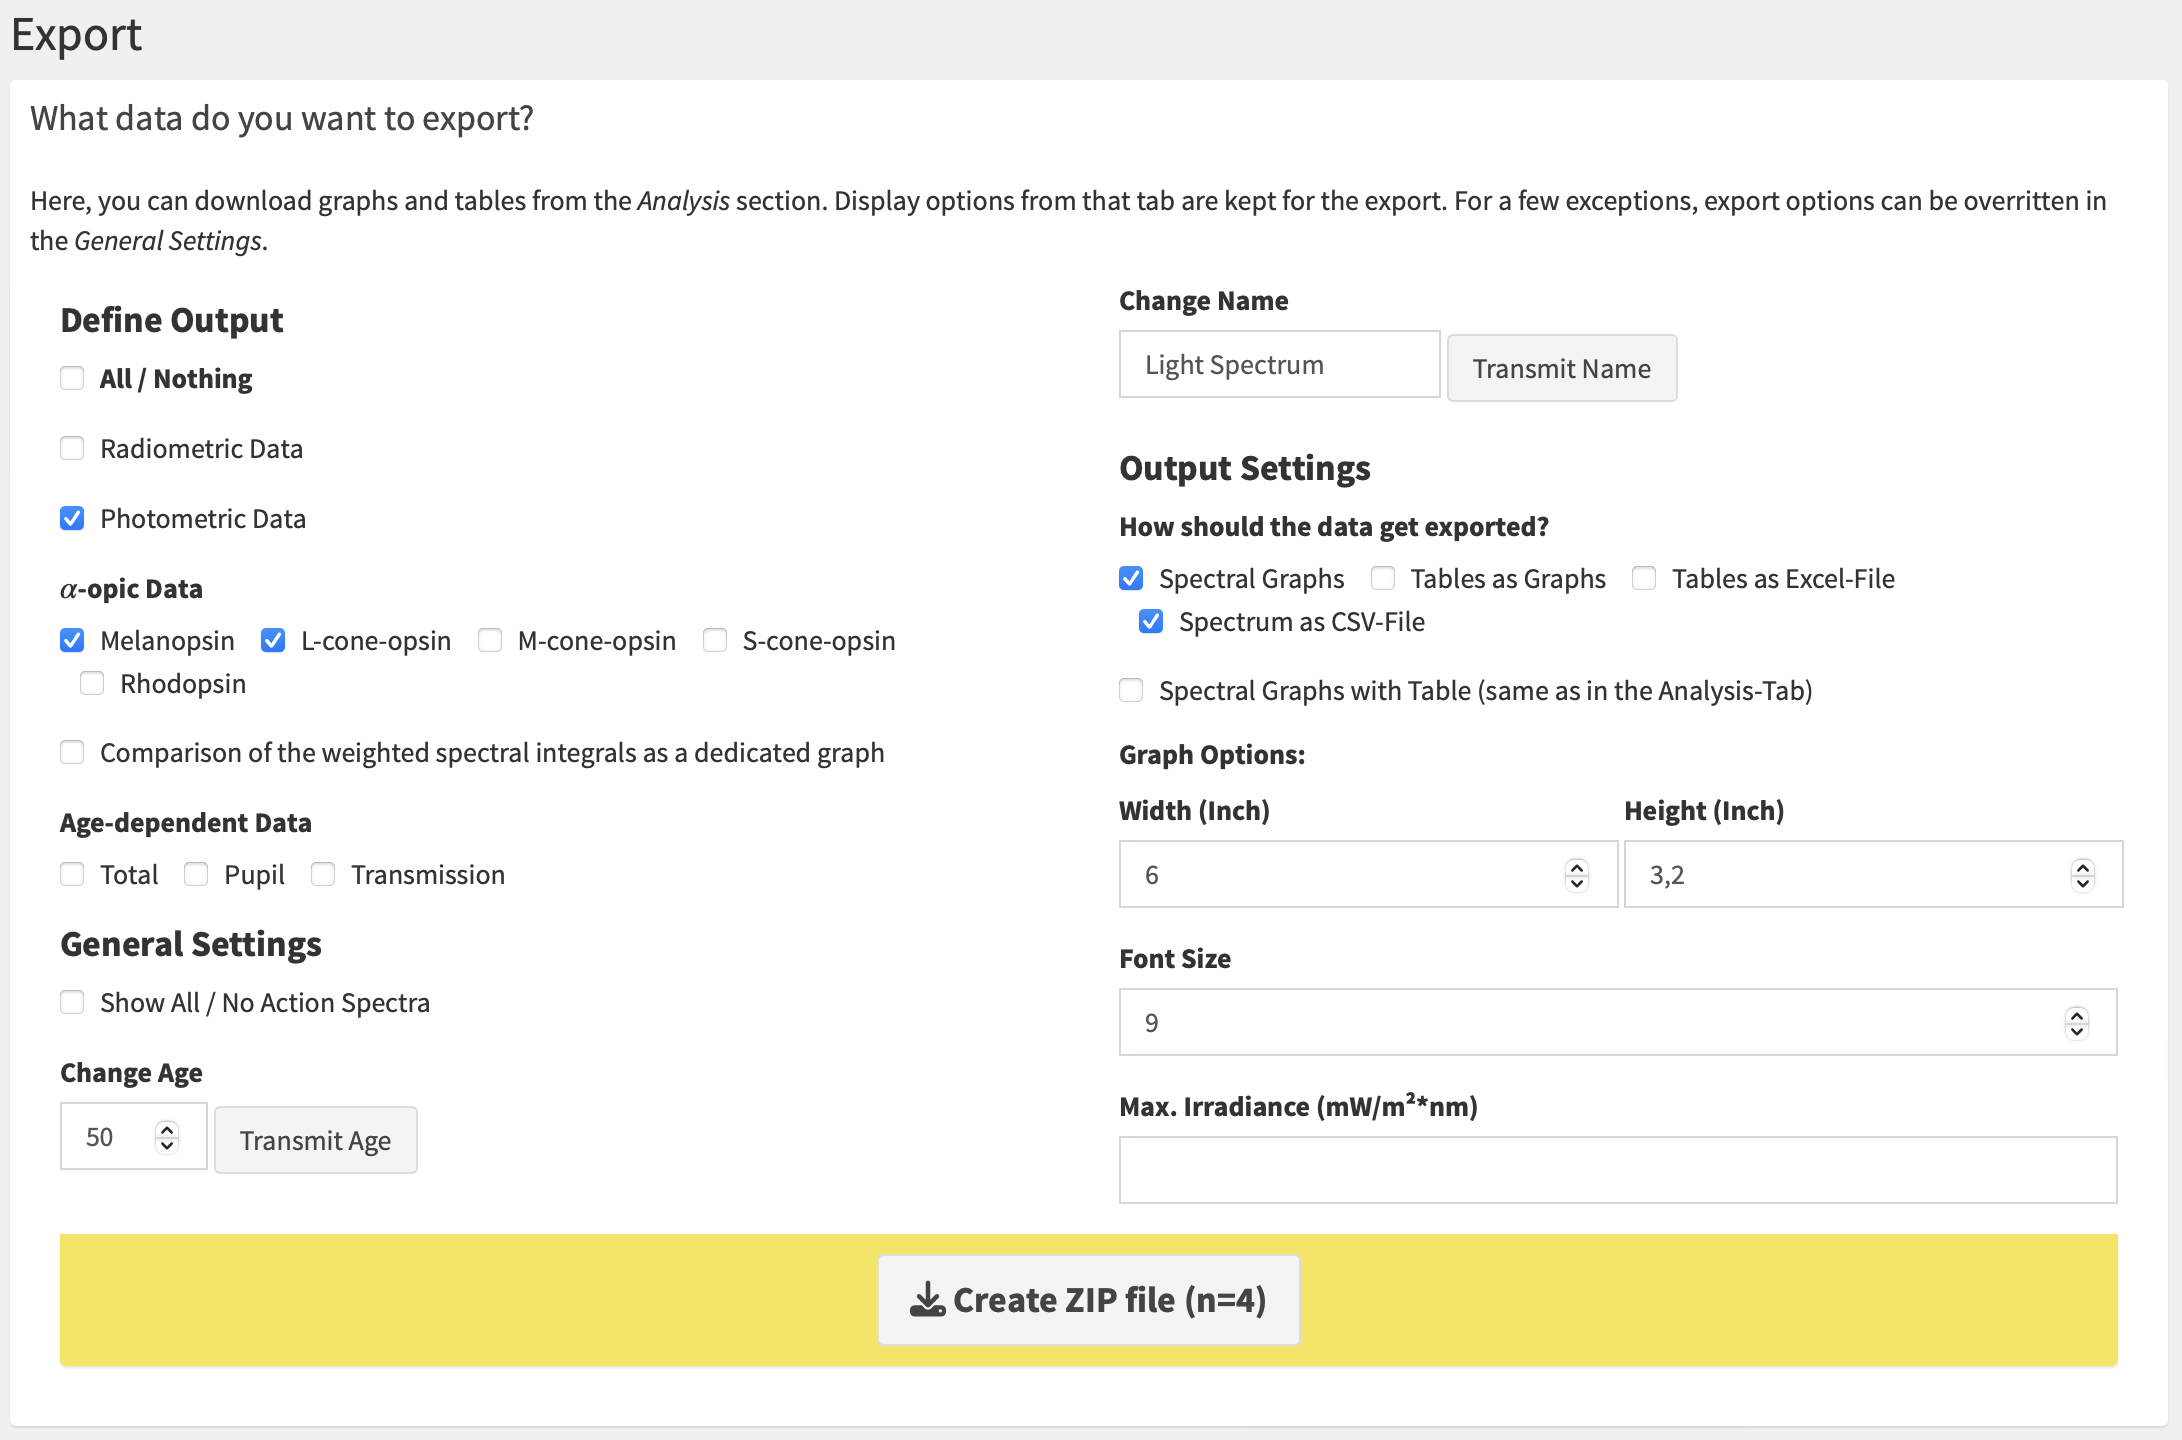 Export
What data do you want to export?
Here, you can download graphs and tables from the Analysis section. Display options from that tab are kept for the export. For a few exceptions, export options can be overritten in
the General Settings.
Define Output
All / Nothing
Radiometric Data
Photometric Data
α-opic Data
Melanopsin L-cone-opsin M-cone-opsin S-cone-opsin
Rhodopsin
Comparison of the weighted spectral integrals as a dedicated graph
Age-dependent Data
Total Pupil Transmission
General Settings
Show All / No Action Spectra
Change Age
50 Transmit Age
Change Name
Light Spectrum Transmit Name
Output Settings
How should the data get exported?
Spectral Graphs Tables as Graphs Tables as Excel-File
Spectrum as CSV-File
Spectral Graphs with Table (same as in the Analysis-Tab)
Graph Options:
Width (Inch) Height (Inch)
6 3,2
Font Size
9
Max. Irradiance (mW/m²*nm)
Create ZIP file (n=4)